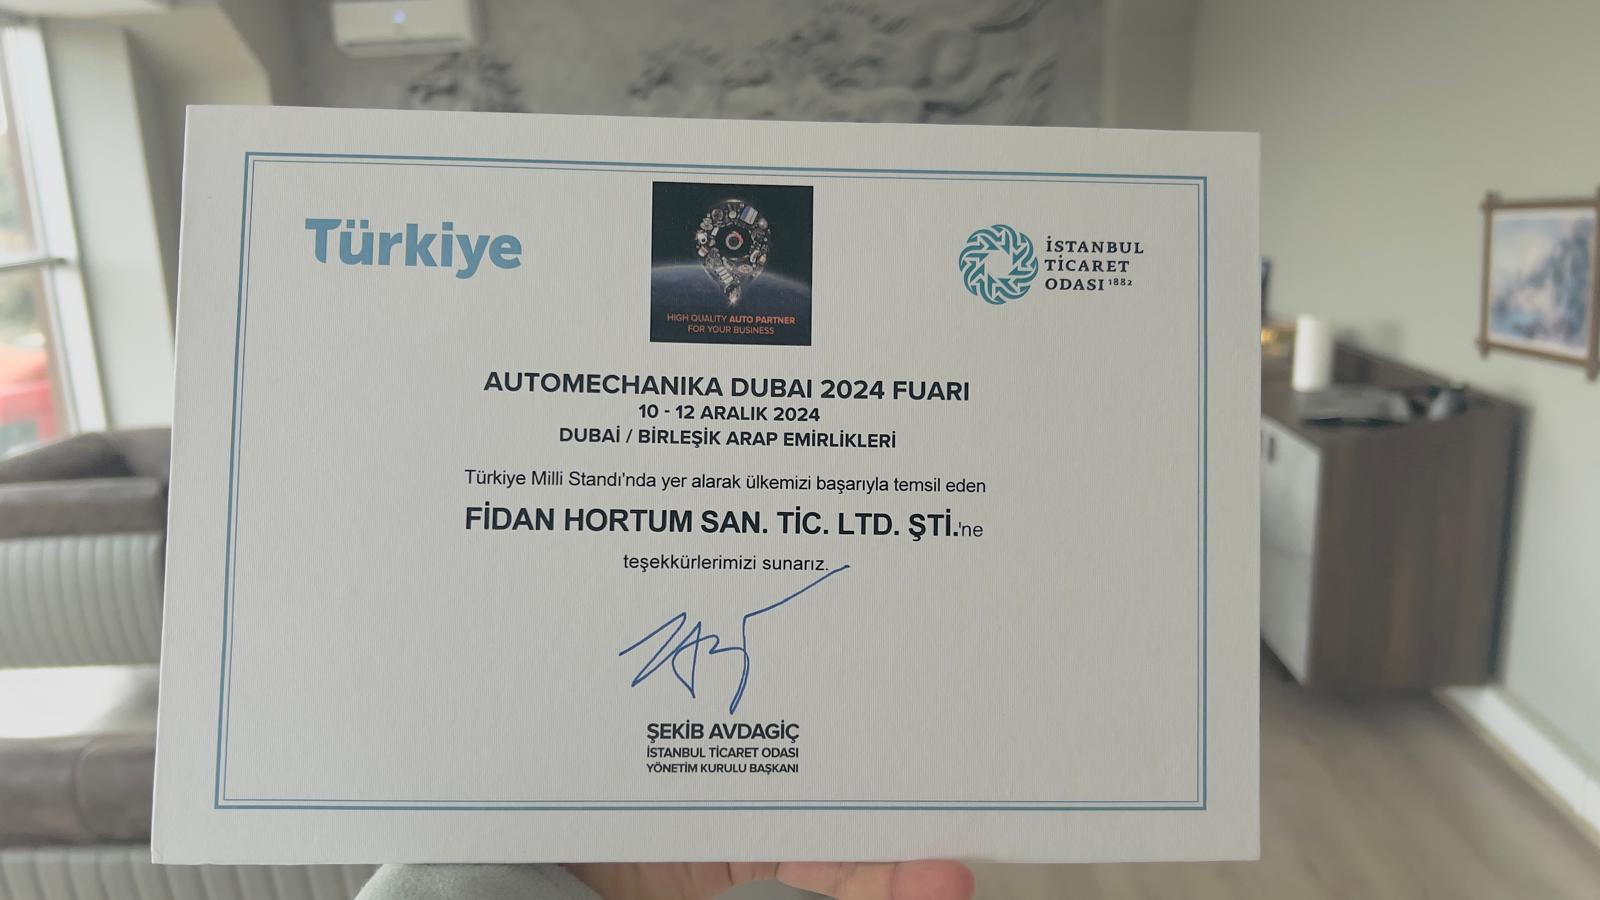 Türkiye
HIGH QUALITY AUTO PARTNER
FOR YOUR BUSINESS
İSTANBUL
TİCARET
ODASI 1882
AUTOMECHANIKA DUBAI 2024 FUARI
10 - 12 ARALIK 2024
DUBAİ / BİRLEŞİK ARAP EMİRLİKLERİ
Türkiye Milli Standı'nda yer alarak ülkemizi başarıyla temsil eden
FİDAN HORTUM SAN. TİC. LTD. ŞTİ.'ne
teşekkürlerimizi sunarız.
ŞEKİB AVDAGİÇ
İSTANBUL TİCARET ODASI
YÖNETİM KURULU BAŞKANI